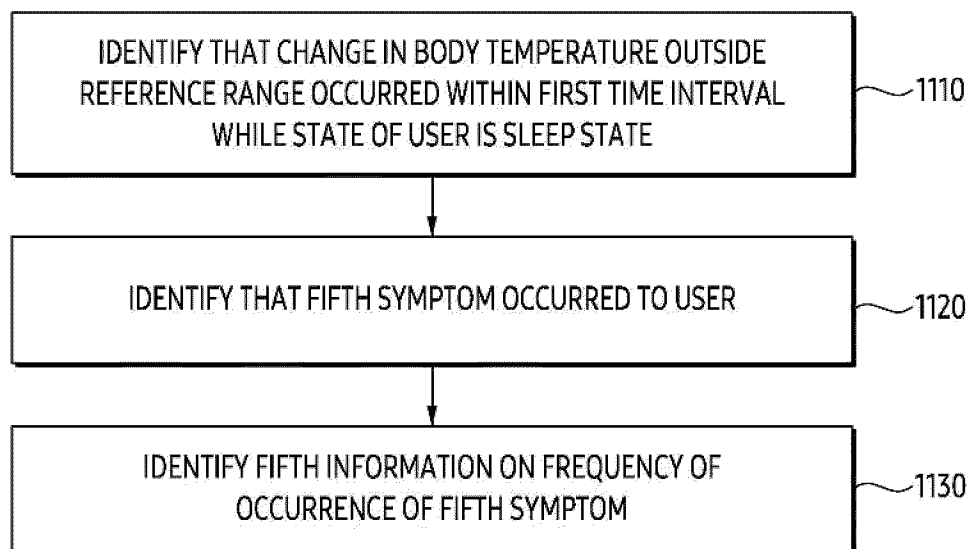 IDENTIFY THAT CHANGE IN BODY TEMPERATURE OUTSIDE
REFERENCE RANGE OCCURRED WITHIN FIRST TIME INTERVAL
WHILE STATE OF USER IS SLEEP STATE
1110
IDENTIFY THAT FIFTH SYMPTOM OCCURRED TO USER
1120
IDENTIFY FIFTH INFORMATION ON FREQUENCY OF
OCCURRENCE OF FIFTH SYMPTOM
1130